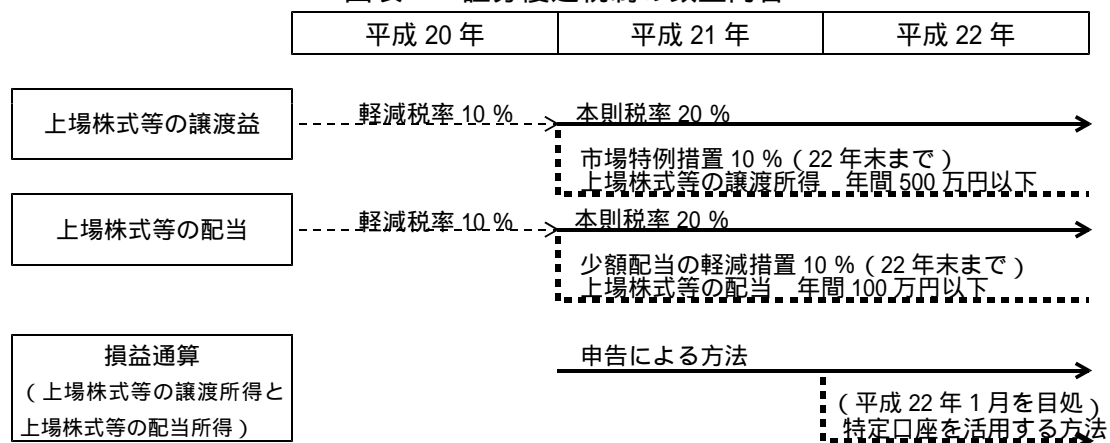 平成 20 年 平成 21 年 平成 22 年
上場株式等の譲渡益
軽減税率 10 %
本則税率 20 %
市場特例措置 10 %(22 年末まで)
上場株式等の譲渡所得 年間 500 万円以下
上場株式等の配当
軽減税率 10 %
本則税率 20 %
少額配当の軽減措置 10 %(22 年末まで)
上場株式等の配当 年間 100 万円以下
損益通算
(上場株式等の譲渡所得と
上場株式等の配当所得)
申告による方法
(平成 22 年 1 月を目処)
特定口座を活用する方法